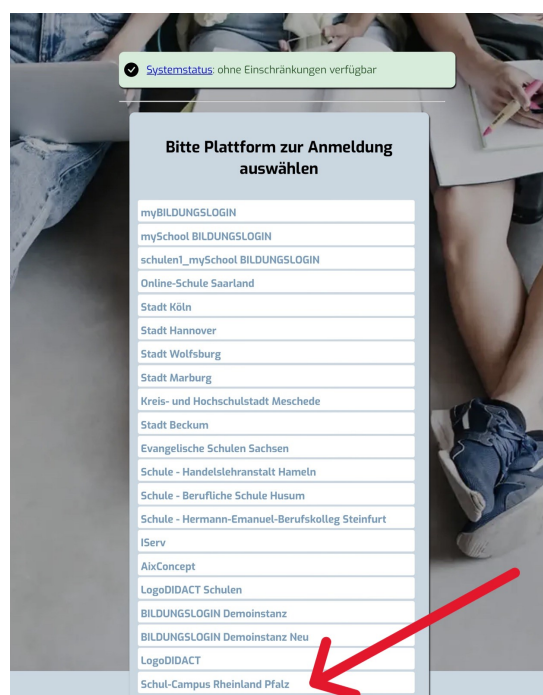 Systemstatus: ohne Einschränkungen verfügbar
Bitte Plattform zur Anmeldung
auswählen
myBILDUNGSLOGIN
mySchool BILDUNGSLOGIN
schulen1_mySchool BILDUNGSLOGIN
Online-Schule Saarland
Stadt Köln
Stadt Hannover
Stadt Wolfsburg
Stadt Marburg
Kreis- und Hochschulstadt Meschede
Stadt Beckum
Evangelische Schulen Sachsen
Schule - Handelslehranstalt Hameln
Schule - Berufliche Schule Husum
Schule - Hermann-Emanuel-Berufskolleg Steinfurt
IServ
AixConcept
LogoDIDACT Schulen
BILDUNGSLOGIN Demoinstanz
BILDUNGSLOGIN Demoinstanz Neu
LogoDIDACT
Schul-Campus Rheinland Pfalz